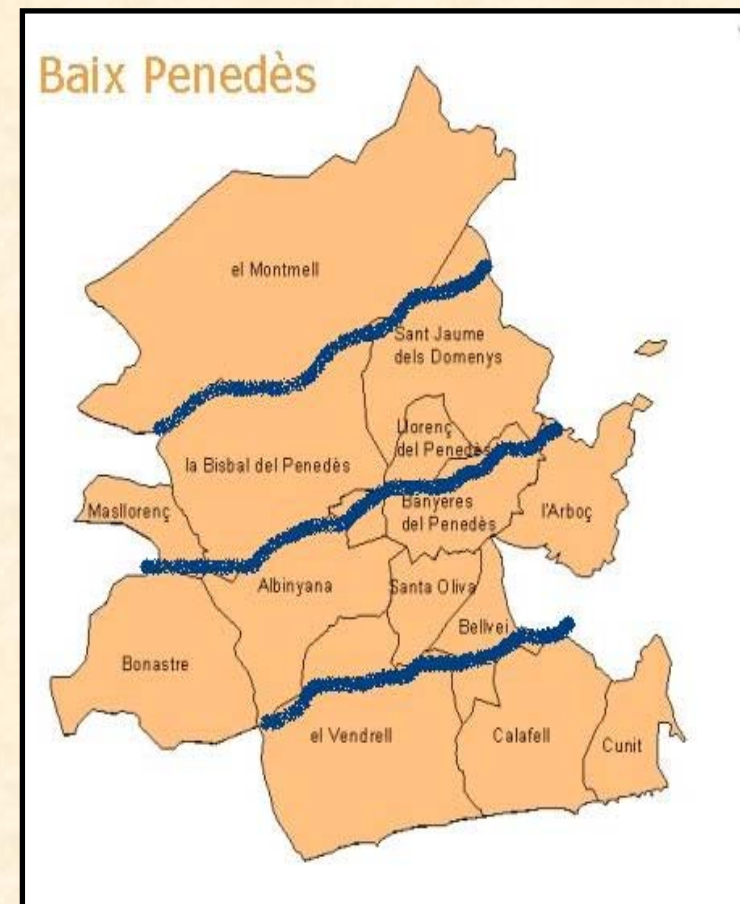 Baix Penedès
el Montmell
Sant Jaume
dels Domenys
Llorenç
del Penedès
la Bisbal del Penedès
Masllorenç
Banyeres
del Penedès
l'Arboç
Albinyana
Santa Oliva
Bellvei
Bonastre
el Vendrell
Calafell
Cunit